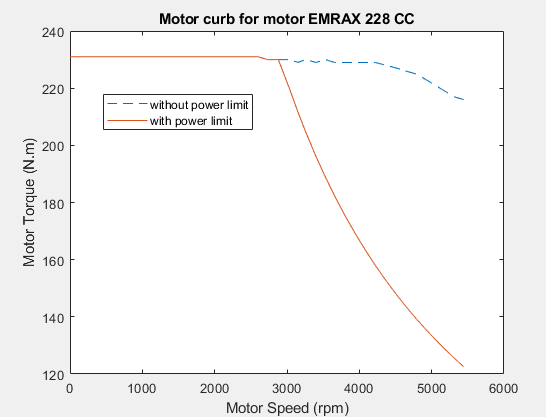 Motor curb for motor EMRAX 228 CC
240
220
200
180
160
140
120
Motor Torque (N.m)
without power limit
with power limit
0
1000
2000
3000
4000
5000
6000
Motor Speed (rpm)